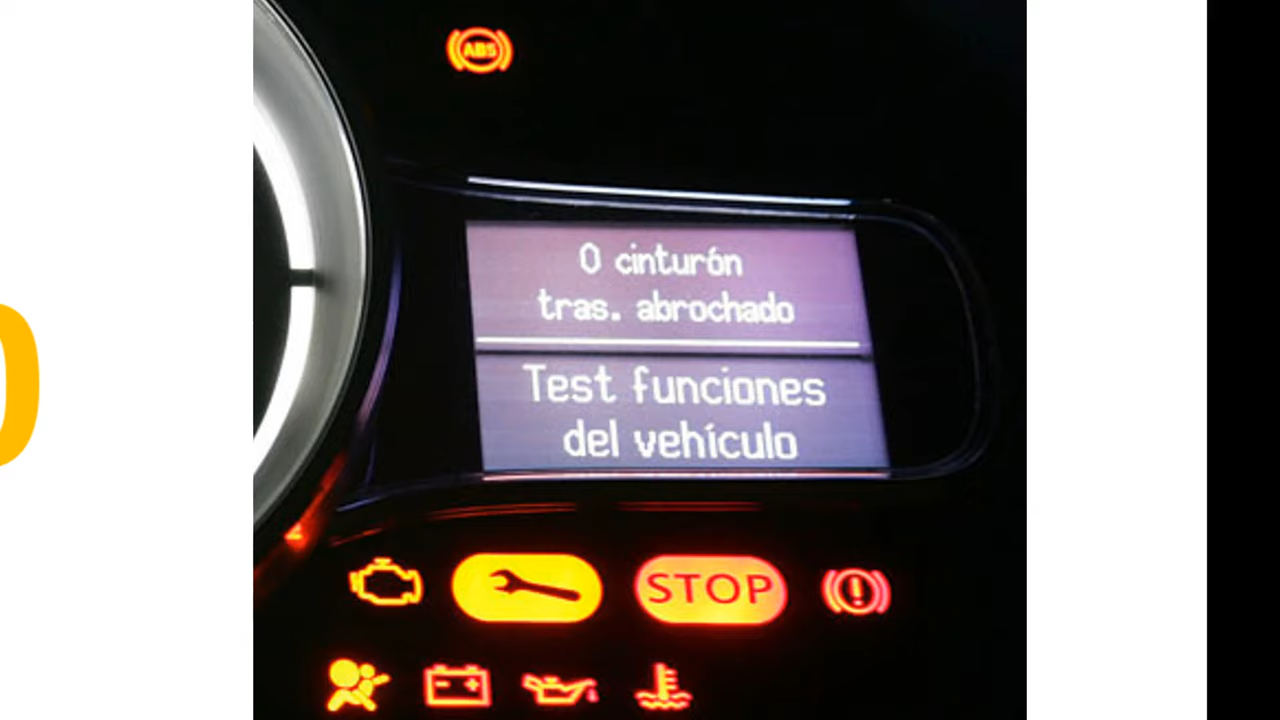 ABS
0 cinturón
tras. abrochado
Test funciones
del vehículo
STOP